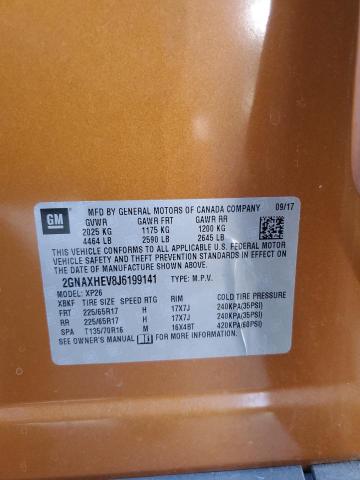 GM
MFD BY GENERAL MOTORS OF CANADA COMPANY
GVWR GAWR FRT GAWR RR 09/17
2025 KG 1175 KG 1200 KG
4464 LB 2590 LB 2645 LB
THIS VEHICLE CONFORMS TO ALL APPLICABLE U.S. FEDERAL MOTOR
VEHICLE SAFETY AND THEFT PREVENTION STANDARDS IN EFFECT ON
THE DATE OF MANUFACTURE SHOWN ABOVE.
2GNAXHEV8J6199141 TYPE: M.P.V.
MODEL: XP26
XBKF TIRE SIZE SPEED RTG RIM COLD TIRE PRESSURE
FRT 225/65R17 H 17X7J 240KPA(35PSI)
RR 225/65R17 H 17X7J 240KPA(35PSI)
SPA T135/70R16 M 16X4BT 420KPA(60PSI)
SEE OWNER'S MANUAL FOR MORE INFORMATION.